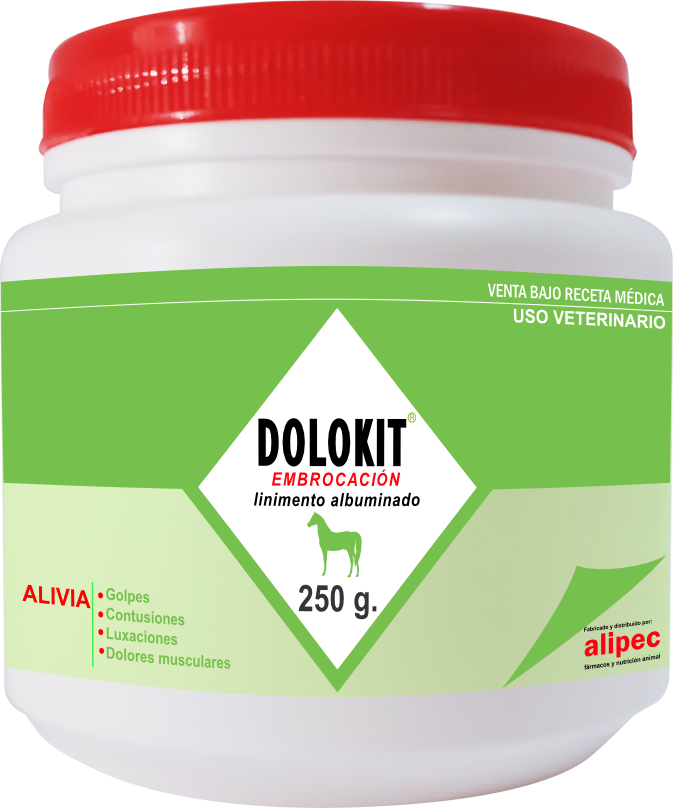 VENTA BAJO RECETA MÉDICA
USO VETERINARIO
DOLOKIT®
EMBROCACIÓN
linimento albuminado
250 g.
ALIVIA
• Golpes
• Contusiones
• Luxaciones
• Dolores musculares
Fabricado y distribuido por:
alipec
fármacos y nutrición animal